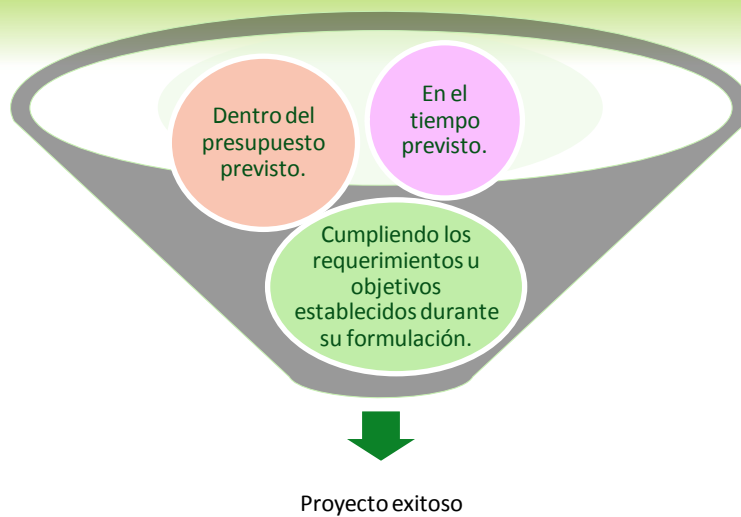 Dentro del
presupuesto
previsto.
En el
tiempo
previsto.
Cumpliendo los
requerimientos u
objetivos
establecidos durante
su formulación.
Proyecto exitoso